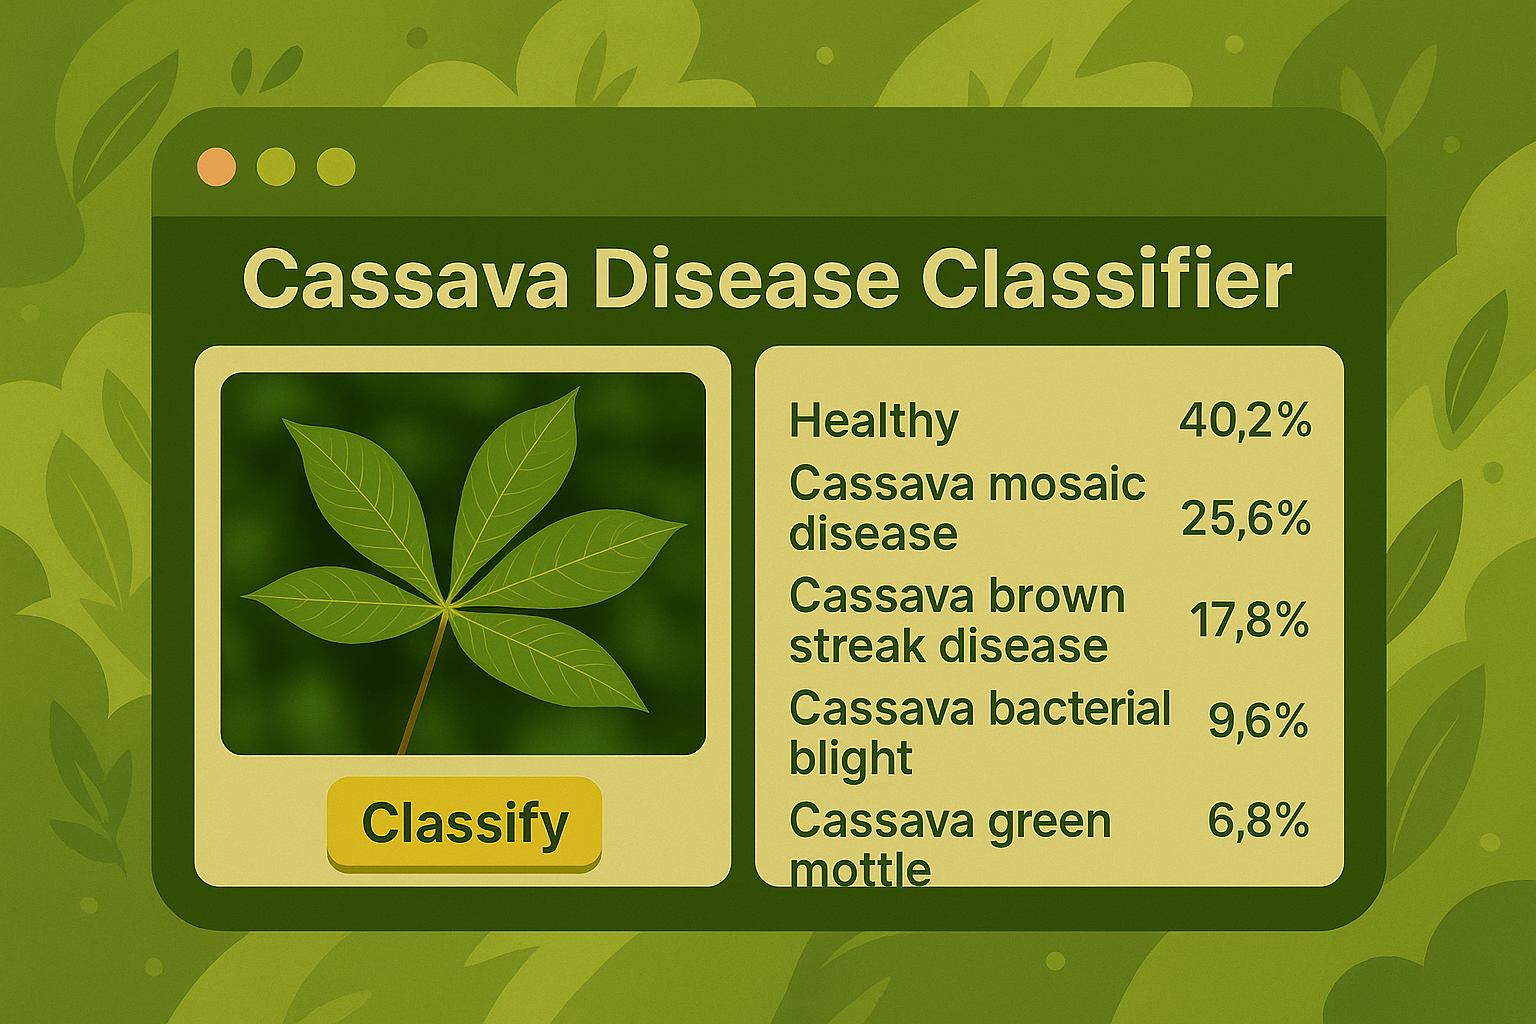 Cassava Disease Classifier
Classify
Healthy 40,2%
Cassava mosaic
disease 25,6%
Cassava brown
streak disease 17,8%
Cassava bacterial
blight 9,6%
Cassava green 6,8%
mottle